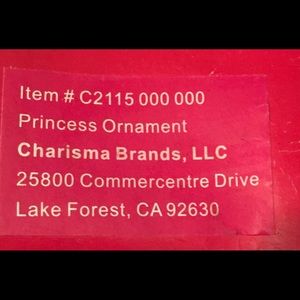 Item # C2115 000 000
Princess Ornament
Charisma Brands, LLC
25800 Commercentre Drive
Lake Forest, CA 92630